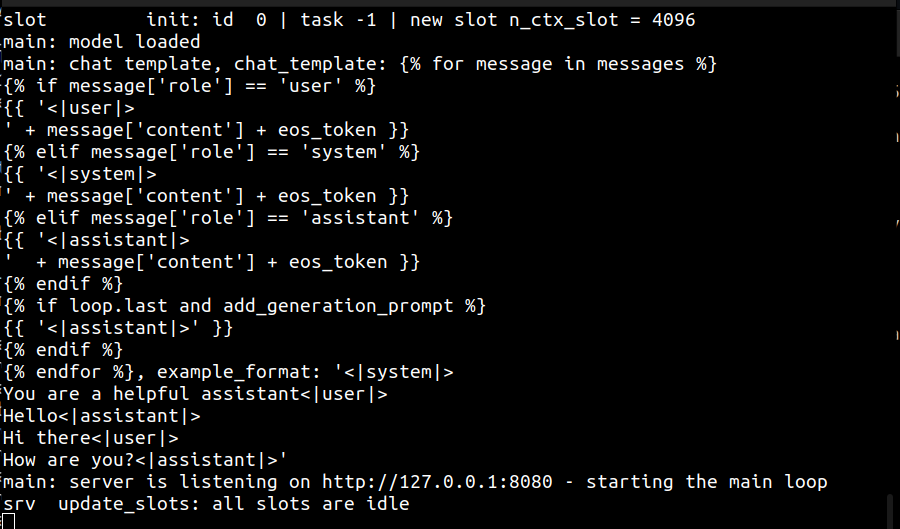 slot         init: id  0 | task -1 | new slot n_ctx_slot = 4096
main: model loaded
main: chat template, chat_template: {% for message in messages %}
{% if message['role'] == 'user' %}
{{ '<|user|>
' + message['content'] + eos_token }}
{% elif message['role'] == 'system' %}
{{ '<|system|>
' + message['content'] + eos_token }}
{% elif message['role'] == 'assistant' %}
{{ '<|assistant|>
'  + message['content'] + eos_token }}
{% endif %}
{% if loop.last and add_generation_prompt %}
{{ '<|assistant|>' }}
{% endif %}
{% endfor %}, example_format: '<|system|>
You are a helpful assistant<|user|>
Hello<|assistant|>
Hi there<|user|>
How are you?<|assistant|>'
main: server is listening on http://127.0.0.1:8080 - starting the main loop
srv  update_slots: all slots are idle